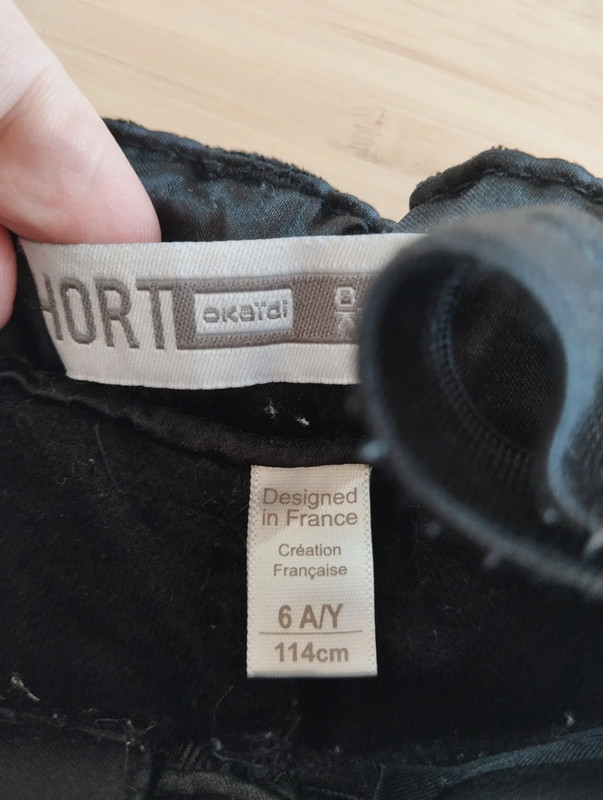 HORT okaïdi
Designed
in France
Création
Française
6 A/Y
114cm